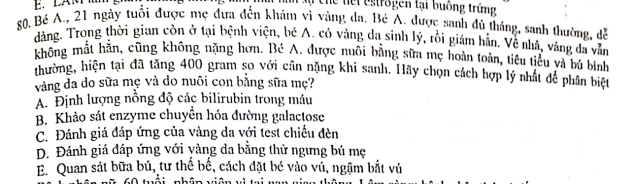 estrogen tại buồng trứng
80. Bé A., 21 ngày tuổi được mẹ đưa đến khám vì vàng da. Bé A. được sanh đủ tháng, sanh thường, dễ
dàng. Trong thời gian còn ở tại bệnh viện, bé A. có vàng da sinh lý, rồi giảm hẳn. Về nhà, vàng da vẫn
không mất hẳn, cũng không nặng hơn. Bé A. được nuôi bằng sữa mẹ hoàn toàn, tiêu tiểu và bú bình
thường, hiện tại đã tăng 400 gram so với cân nặng khi sanh. Hãy chọn cách hợp lý nhất để phân biệt
vàng da do sữa mẹ và do nuôi con bằng sữa mẹ?
A. Định lượng nồng độ các bilirubin trong máu
B. Khảo sát enzyme chuyển hóa đường galactose
C. Đánh giá đáp ứng của vàng da với test chiếu đèn
D. Đánh giá đáp ứng với vàng da bằng thử ngưng bú mẹ
E. Quan sát bữa bú, tư thế bế, cách đặt bé vào vú, ngậm bắt vú